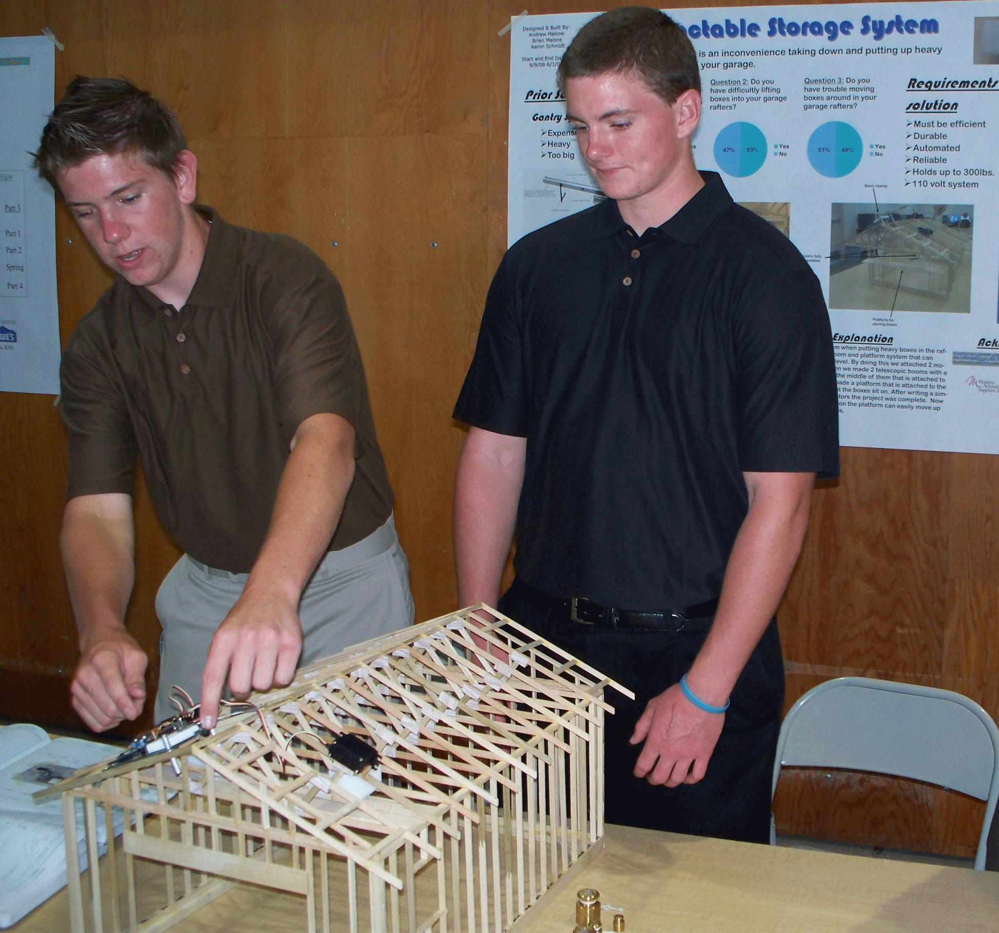 View
Part 3
Part 1
Part 2
Spring
Part 4
WE'S
KHS
Designed & Built By:
Andrew Malone
Brian Malone
Aaron Schmidt
Start and End Da
9/9/08-6/1/0
ctable Storage System
is an inconvenience taking down and putting up heavy
your garage.
Prior
Gantry
➢Expensi
➢Heavy
➢Too big
Question 2: Do you
have difficultly lifting
boxes into your garage
rafters?
47% 53%
Yes
No
Question 3: Do you
have trouble moving
boxes around in your
garage rafters?
51% 49%
Yes
No
Requirements
solution
➢Must be efficient
➢Durable
➢Automated
➢Reliable
➢Holds up to 300lbs.
➢110 volt system
Basic stamp
ooms fully
embled
Platform for
storing boxes
Explanation
m when putting heavy boxes in the raf-
oom and platform system that can
level. By doing this we attached 2 mo-
en we made 2 telescopic booms with a
the middle of them that is attached to
made a platform that is attached to the
t the boxes sit on. After writing a sim-
tors the project was complete. Now
on the platform can easily move up
s.
Ack
Modern
School
Supplies,